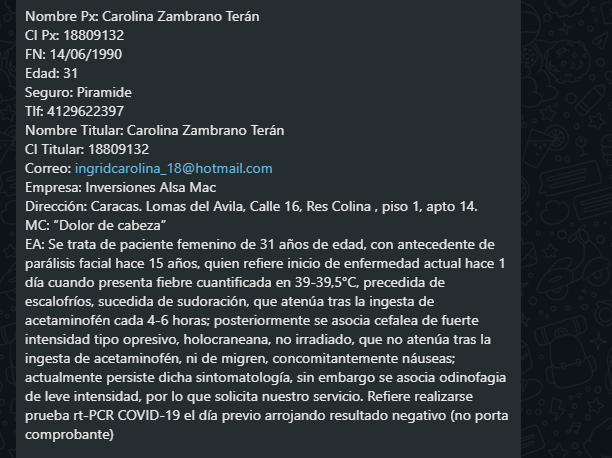 Nombre Px: Carolina Zambrano Terán
CI Px: 18809132
FN: 14/06/1990
Edad: 31
Seguro: Piramide
Tlf: 4129622397
Nombre Titular: Carolina Zambrano Terán
CI Titular: 18809132
Correo: ingridcarolina_18@hotmail.com
Empresa: Inversiones Alsa Mac
Dirección: Caracas. Lomas del Avila, Calle 16, Res Colina , piso 1, apto 14.
MC: “Dolor de cabeza”
EA: Se trata de paciente femenino de 31 años de edad, con antecedente de
parálisis facial hace 15 años, quien refiere inicio de enfermedad actual hace 1
día cuando presenta fiebre cuantificada en 39-39,5°C, precedida de
escalofríos, sucedida de sudoración, que atenúa tras la ingesta de
acetaminofén cada 4-6 horas; posteriormente se asocia cefalea de fuerte
intensidad tipo opresivo, holocraneana, no irradiado, que no atenúa tras la
ingesta de acetaminofén, ni de migren, concomitantemente náuseas;
actualmente persiste dicha sintomatología, sin embargo se asocia odinofagia
de leve intensidad, por lo que solicita nuestro servicio. Refiere realizarse
prueba rt-PCR COVID-19 el día previo arrojando resultado negativo (no porta
comprobante)